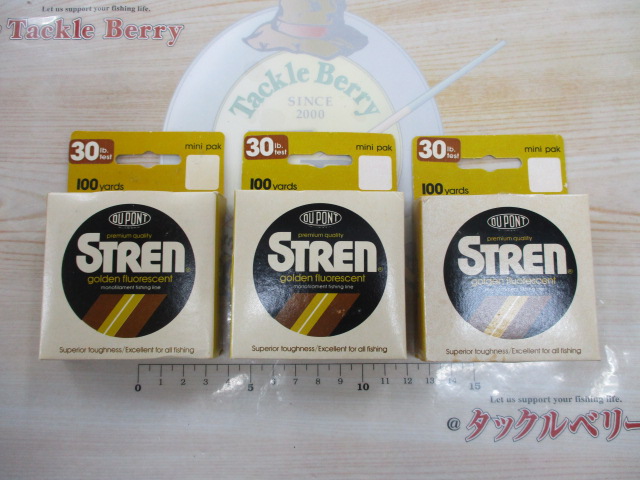 Let us support your fishing life.
@ Tackle Berry
Tackle Berry
SINCE
2000
30 lb. test
mini pak
100 yards
DU PONT
premium quality
STREN®
golden fluorescent
monofilament fishing line
Superior toughness/Excellent for all fishing
30 lb. test
mini pak
100 yards
DU PONT
premium quality
STREN®
golden fluorescent
monofilament fishing line
Superior toughness/Excellent for all fishing
30 lb. test
mini pak
100 yards
DU PONT
premium quality
STREN®
golden fluorescent
fishing line
Superior toughness/Excellent for all fishing
0 1 2 3 4 5 6 7 8 9 10 11 12 13 14 15
Let us support your fishing life.
@ タックルベリー